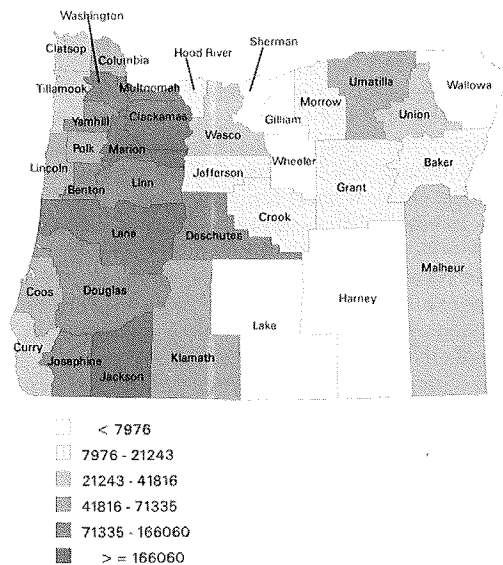 Washington
Hood River
Sherman
Clatsop
Columbia
Tillamook
Multnomah
Umatilla
Wallowa
Morrow
Gilliam
Union
Yamhill
Clackamas
Wasco
Polk
Marion
Wheeler
Baker
Lincoln
Linn
Jefferson
Grant
Benton
Crook
Lane
Deschutes
Malheur
Coos
Douglas
Harney
Lake
Curry
Josephine
Jackson
Klamath
< 7976
7976 - 21243
21243 - 41816
41816 - 71335
71335 - 166060
> = 166060